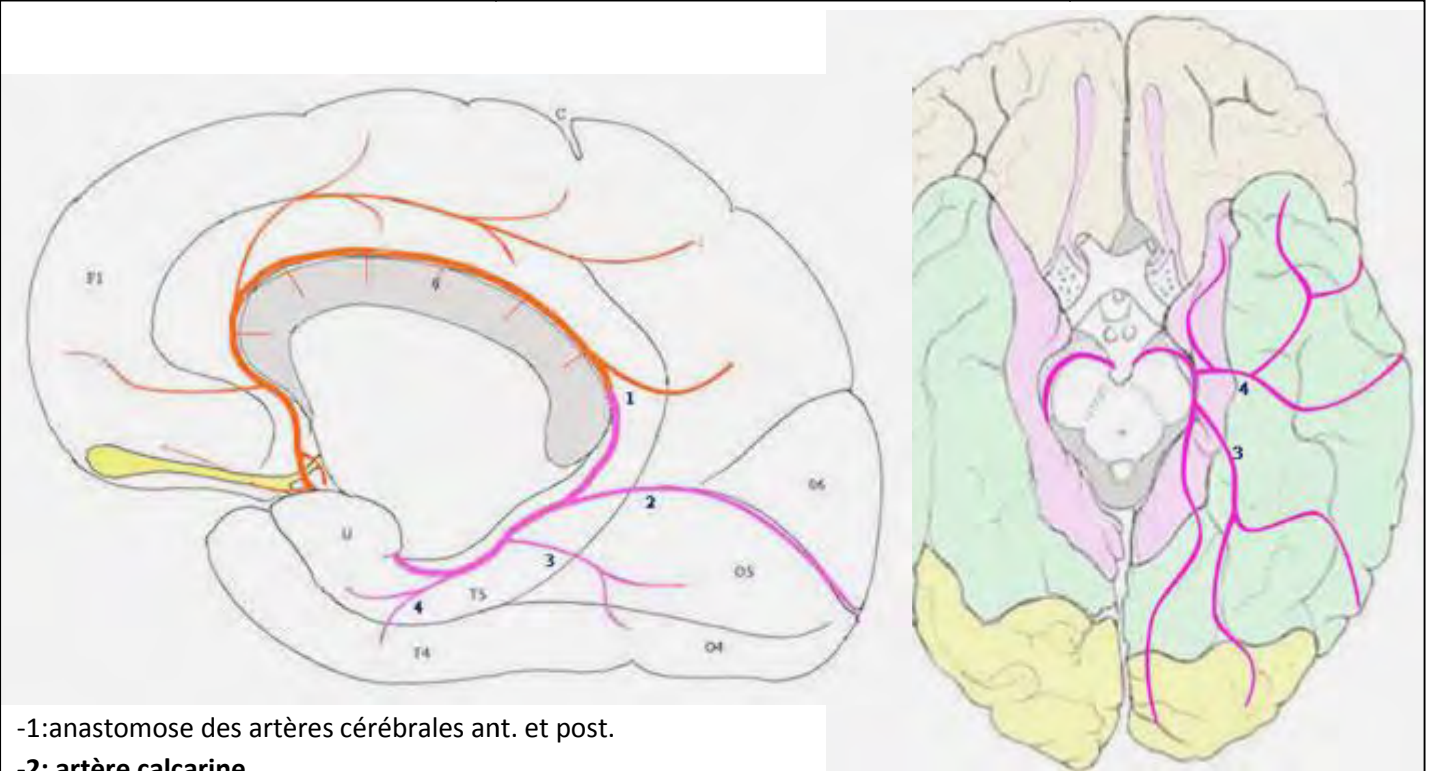 C
F1
6
1
2
06
U
3
O5
4
T5
T4
O4
4
3
-1:anastomose des artères cérébrales ant. et post.
-2: artère calcarine